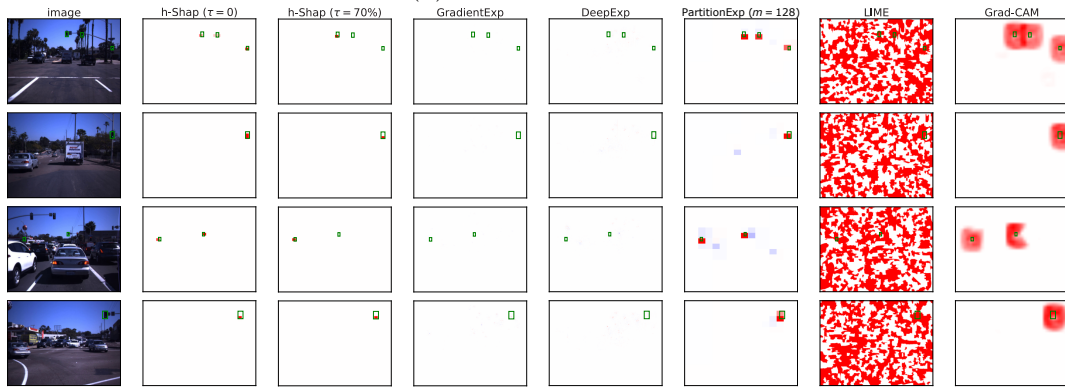 image h-Shap (τ = 0) h-Shap (τ = 70%) GradientExp DeepExp PartitionExp (m = 128) LIME Grad-CAM